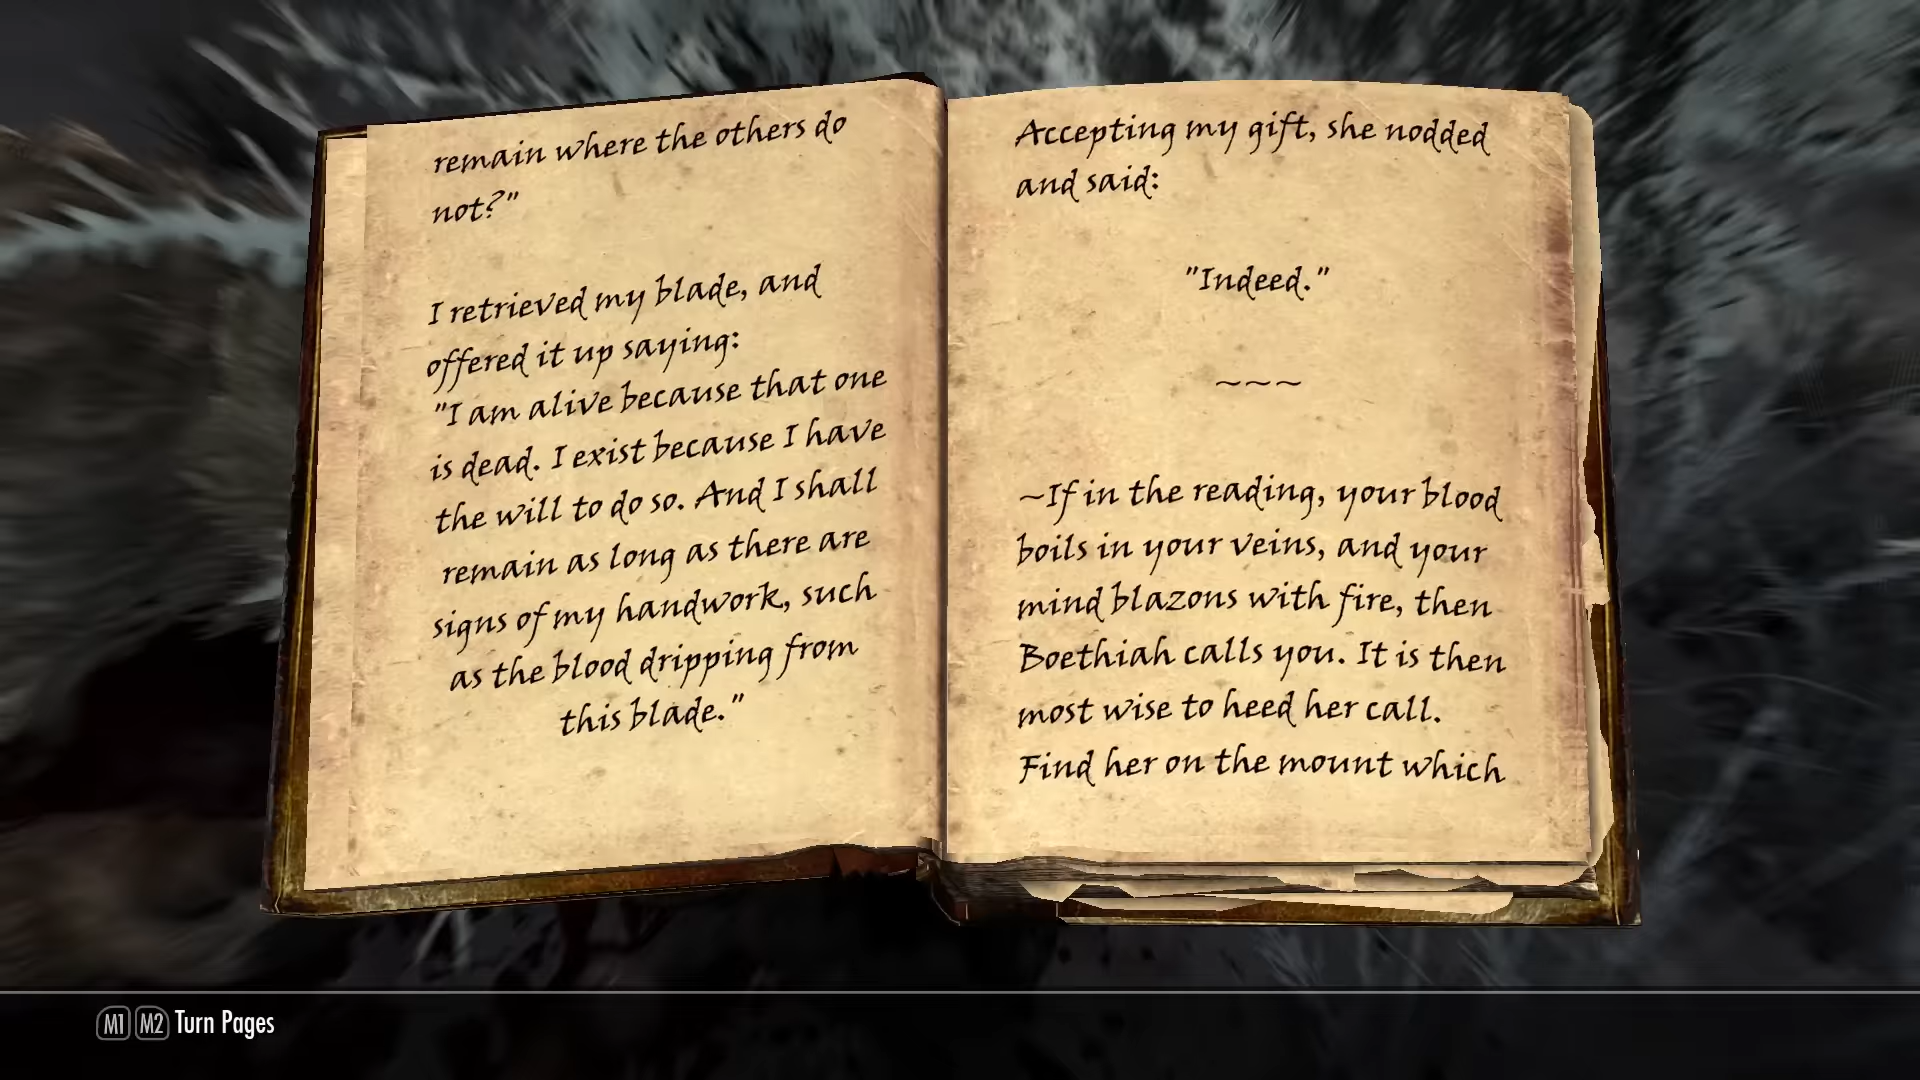 remain where the others do
not?"
I retrieved my blade, and
offered it up saying:
"I am alive because that one
is dead. I exist because I have
the will to do so. And I shall
remain as long as there are
signs of my handwork, such
as the blood dripping from
this blade."
Accepting my gift, she nodded
and said:
"Indeed."
~~~
~If in the reading, your blood
boils in your veins, and your
mind blazons with fire, then
Boethiah calls you. It is then
most wise to heed her call.
Find her on the mount which
M1 M2 Turn Pages